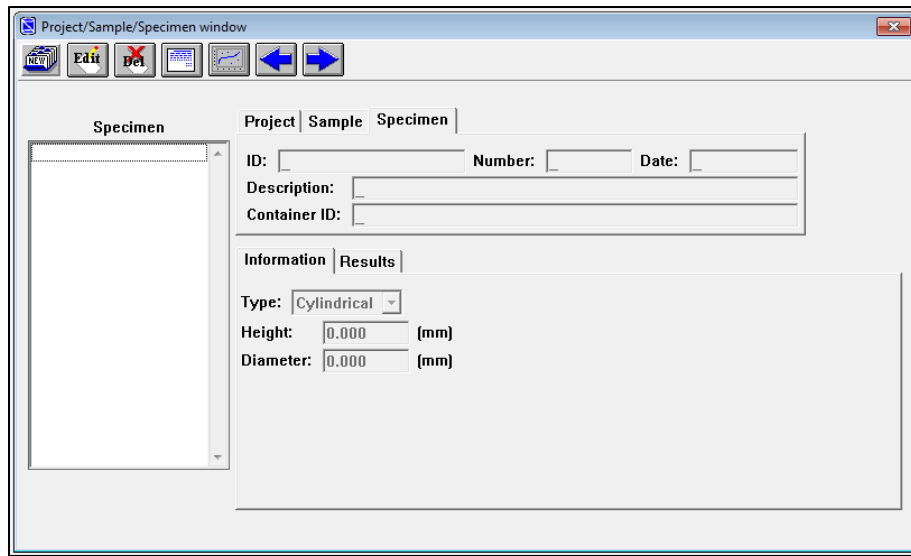 Project/Sample/Specimen window
NEW Edit Del
Specimen
Project Sample Specimen
ID: _ Number: _ Date: _
Description: _
Container ID: _
Information Results
Type: Cylindrical
Height: 0.000 (mm)
Diameter: 0.000 (mm)